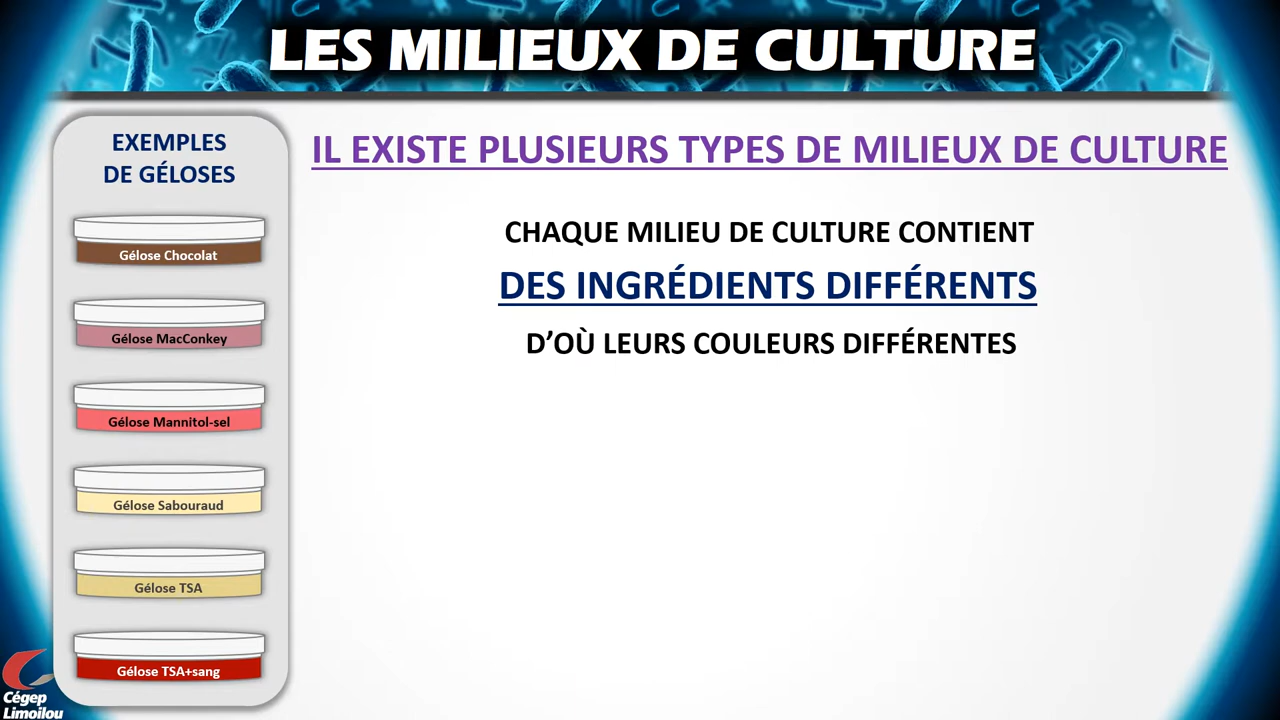 LES MILIEUX DE CULTURE
EXEMPLES
DE GÉLOSES
Gélose Chocolat
Gélose MacConkey
Gélose Mannitol-sel
Gélose Sabouraud
Gélose TSA
Gélose TSA+sang
IL EXISTE PLUSIEURS TYPES DE MILIEUX DE CULTURE
CHAQUE MILIEU DE CULTURE CONTIENT
DES INGRÉDIENTS DIFFÉRENTS
D’OÙ LEURS COULEURS DIFFÉRENTES
Cégep
Limoilou